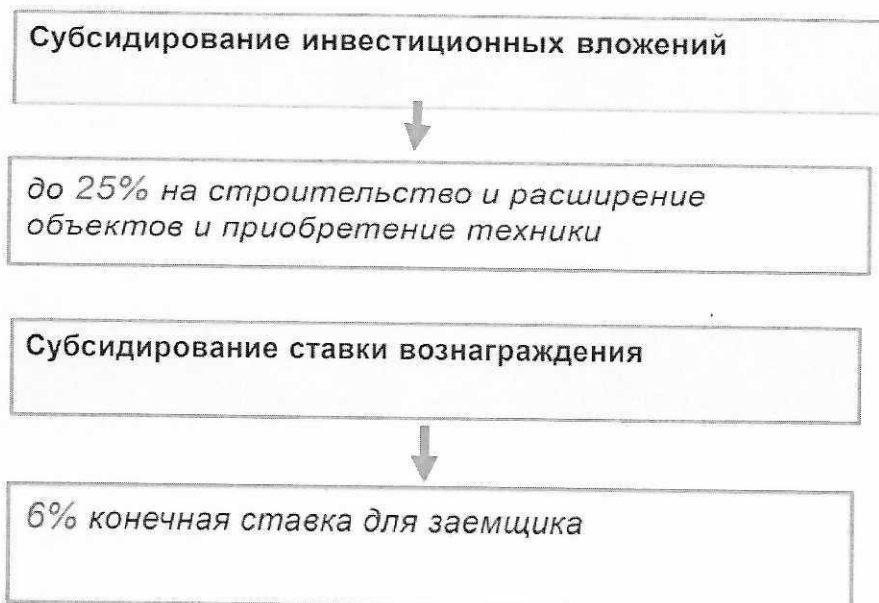 Субсидирование инвестиционных вложений
до 25% на строительство и расширение
объектов и приобретение техники
Субсидирование ставки вознаграждения
6% конечная ставка для заемщика